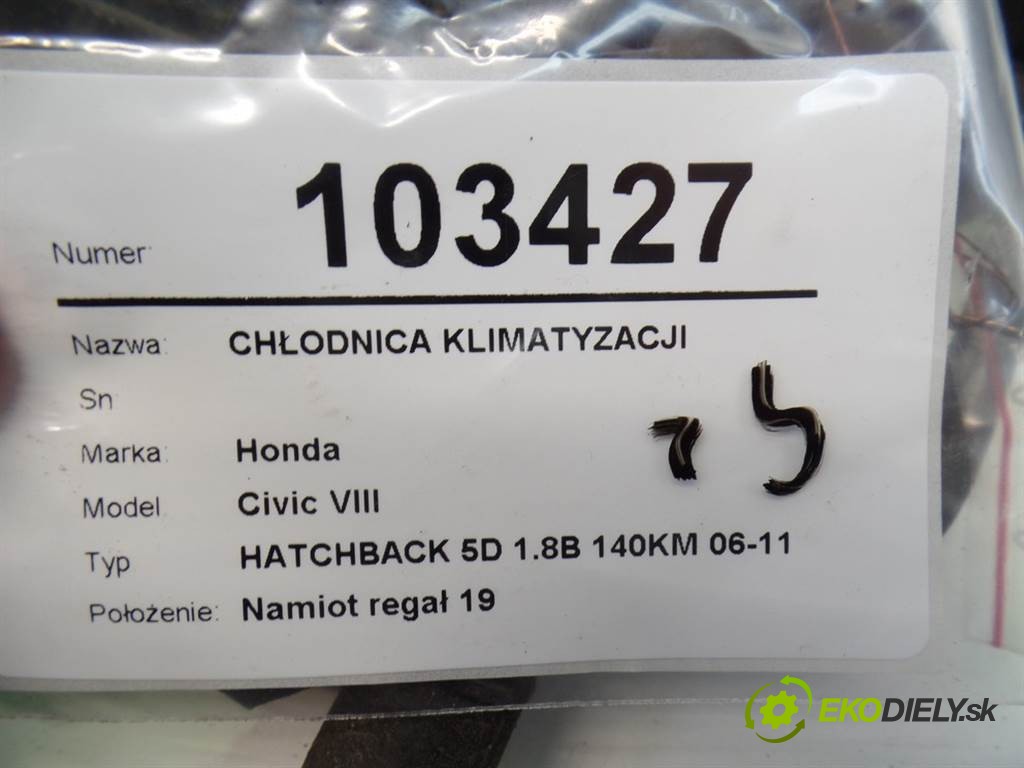 Numer: 103427
Nazwa: CHŁODNICA KLIMATYZACJI
Sn
Marka: Honda
Model Civic VIII
Typ HATCHBACK 5D 1.8B 140KM 06-11
Położenie: Namiot regał 19
EKODIELY.sk